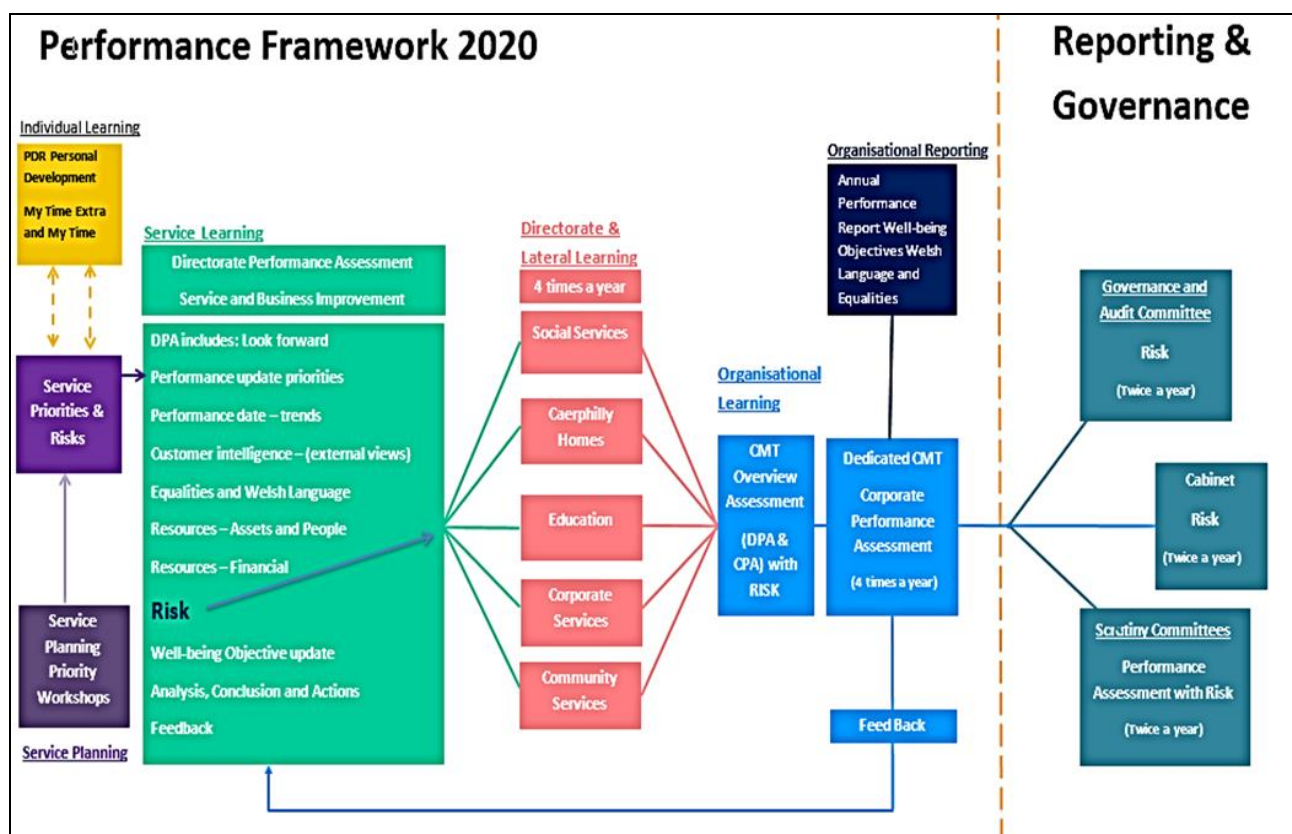 Performance Framework 2020
Reporting &
Governance
Individual Learning
PDR Personal
Development
My Time Extra
and My Time
Service
Priorities &
Risks
Service
Planning
Priority
Workshops
Service Planning
Service Learning
Directorate Performance Assessment
Service and Business Improvement
DPA includes: Look forward
Performance update priorities
Performance date – trends
Customer intelligence – (external views)
Equalities and Welsh Language
Resources – Assets and People
Resources – Financial
Risk
Well-being Objective update
Analysis, Conclusion and Actions
Feedback
Directorate &
Lateral Learning
4 times a year
Social Services
Caerphilly
Homes
Education
Corporate
Services
Community
Services
Organisational
Learning
CMT
Overview
Assessment
(DPA &
CPA) with
RISK
Organisational Reporting
Annual
Performance
Report Well-being
Objectives Welsh
Language and
Equalities
Dedicated CMT
Corporate
Performance
Assessment
(4 times a year)
Feed Back
Governance and
Audit Committee
Risk
(Twice a year)
Cabinet
Risk
(Twice a year)
Scrutiny Committees
Performance
Assessment with Risk
(Twice a year)